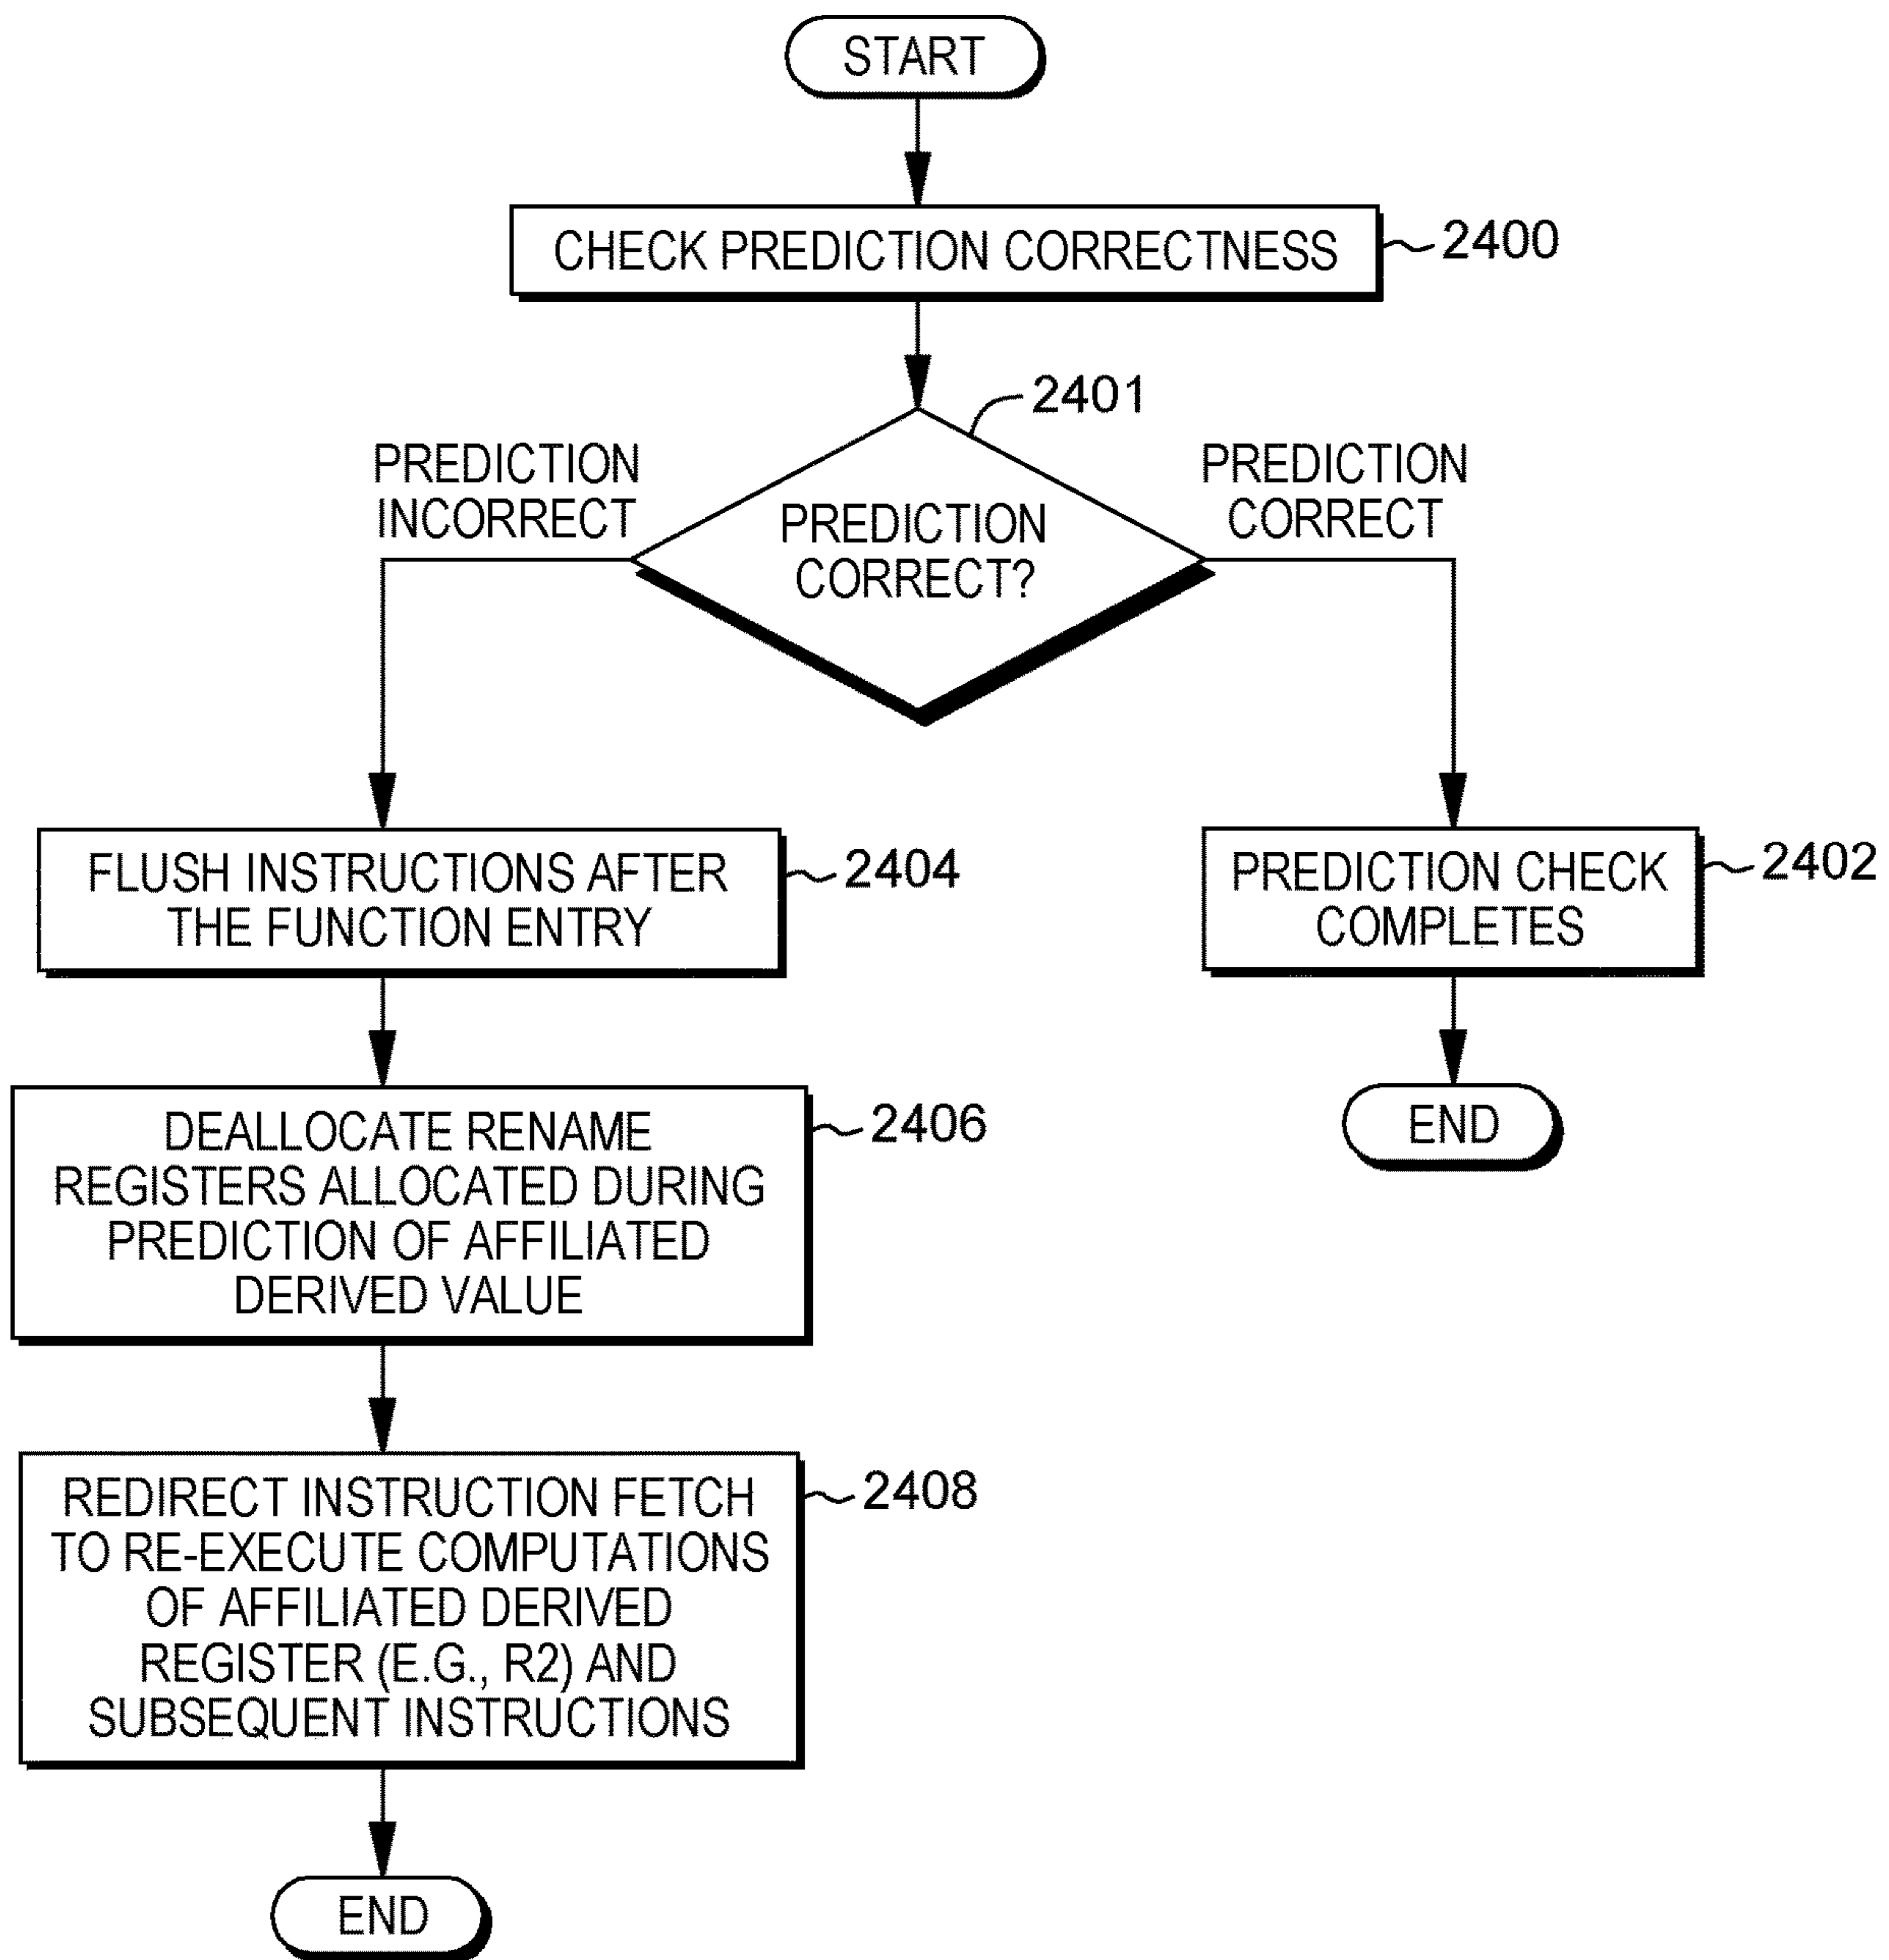 START
CHECK PREDICTION CORRECTNESS
2400
2401
PREDICTION
INCORRECT
PREDICTION
CORRECT
PREDICTION
CORRECT?
FLUSH INSTRUCTIONS AFTER
THE FUNCTION ENTRY
2404
PREDICTION CHECK
COMPLETES
2402
DEALLOCATE RENAME
REGISTERS ALLOCATED DURING
PREDICTION OF AFFILIATED
DERIVED VALUE
2406
END
REDIRECT INSTRUCTION FETCH
TO RE-EXECUTE COMPUTATIONS
OF AFFILIATED DERIVED
REGISTER (E.G., R2) AND
SUBSEQUENT INSTRUCTIONS
2408
END